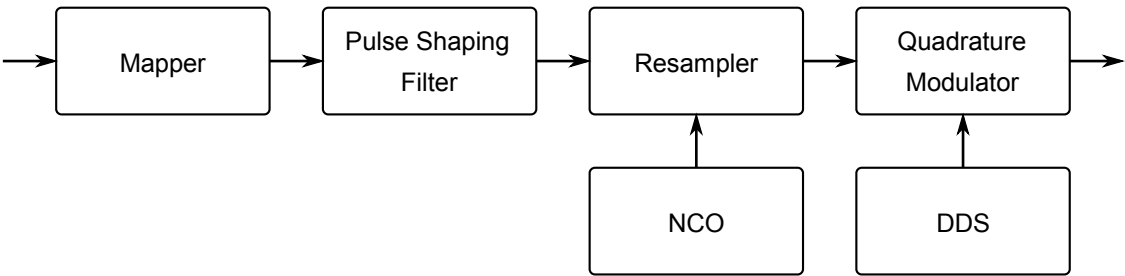 Mapper
Pulse Shaping
Filter
Resampler
Quadrature
Modulator
NCO
DDS